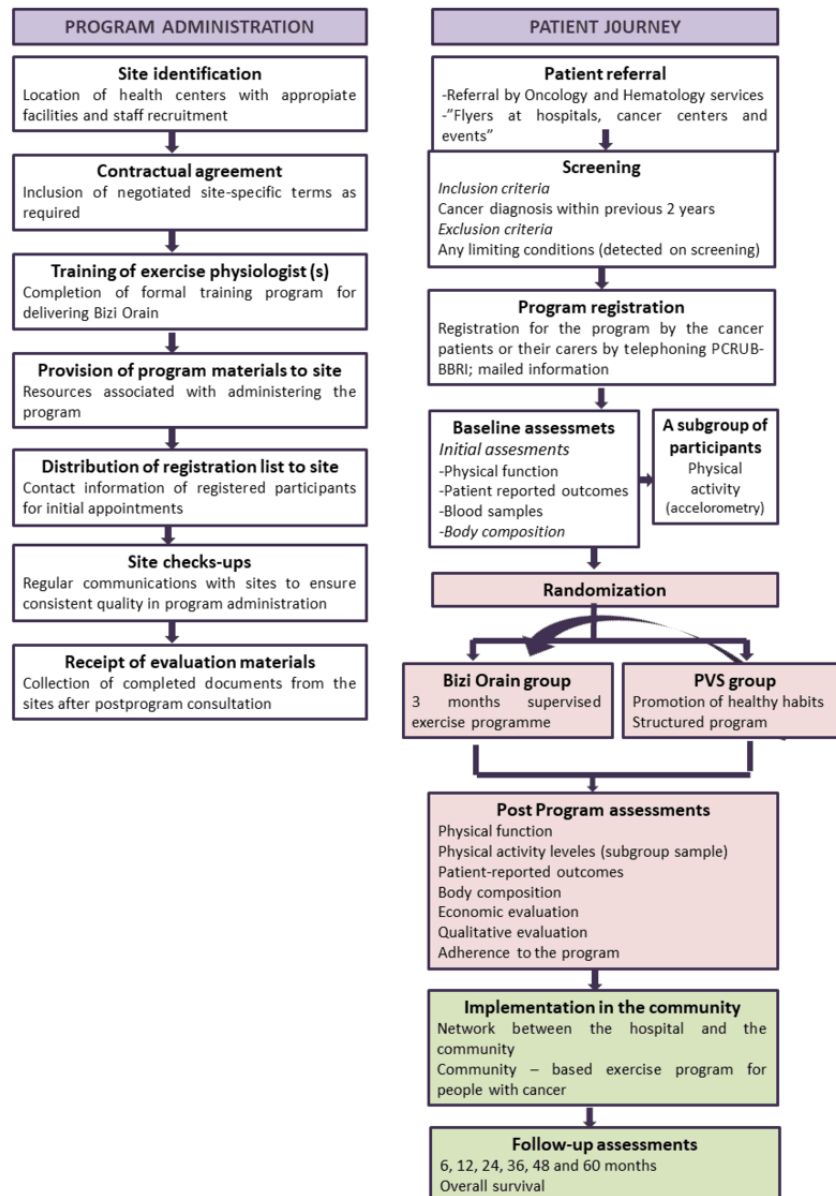 PROGRAM ADMINISTRATION
Site identification
Location of health centers with appropiate
facilities and staff recruitment
Contractual agreement
Inclusion of negotiated site-specific terms as
required
Training of exercise physiologist (s)
Completion of formal training program for
delivering Bizi Orain
Provision of program materials to site
Resources associated with administering the
program
Distribution of registration list to site
Contact information of registered participants
for initial appointments
Site checks-ups
Regular communications with sites to ensure
consistent quality in program administration
Receipt of evaluation materials
Collection of completed documents from the
sites after postprogram consultation
PATIENT JOURNEY
Patient referral
-Referral by Oncology and Hematology services
-"Flyers at hospitals, cancer centers and
events"
Screening
Inclusion criteria
Cancer diagnosis within previous 2 years
Exclusion criteria
Any limiting conditions (detected on screening)
Program registration
Registration for the program by the cancer
patients or their carers by telephoning PCRUB-
BBRI; mailed information
Baseline assessmets
Initial assesments
-Physical function
-Patient reported outcomes
-Blood samples
-Body composition
A subgroup of
participants
Physical
activity
(accelorometry)
Randomization
Bizi Orain group
3 months supervised
exercise programme
PVS group
Promotion of healthy habits
Structured program
Post Program assessments
Physical function
Physical activity leveles (subgroup sample)
Patient-reported outcomes
Body composition
Economic evaluation
Qualitative evaluation
Adherence to the program
Implementation in the community
Network between the hospital and the
community
Community – based exercise program for
people with cancer
Follow-up assessments
6, 12, 24, 36, 48 and 60 months
Overall survival